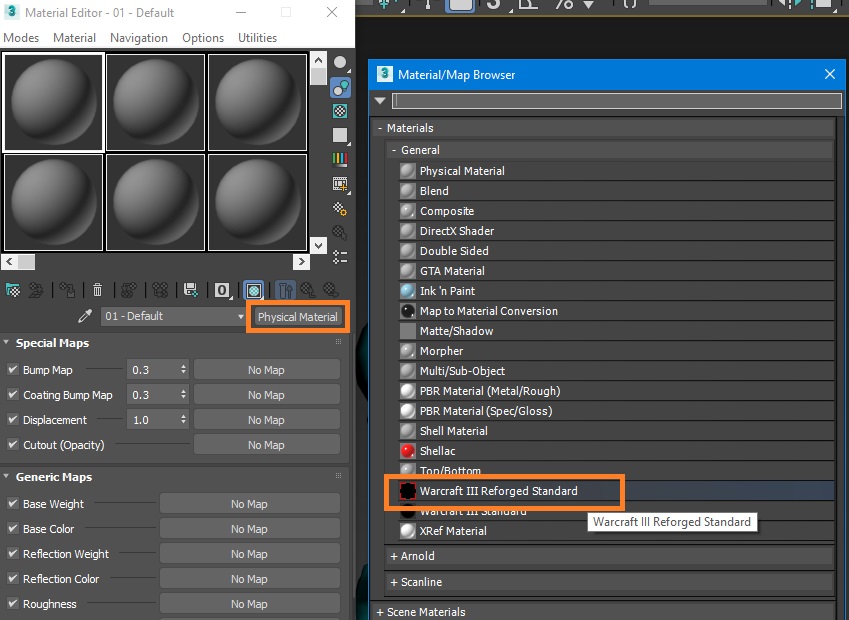 Material Editor - 01 - Default
Modes Material Navigation Options Utilities
01 - Default
Physical Material
Special Maps
Bump Map 0.3 No Map
Coating Bump Map 0.3 No Map
Displacement 1.0 No Map
Cutout (Opacity) No Map
Generic Maps
Base Weight No Map
Base Color No Map
Reflection Weight No Map
Reflection Color No Map
Roughness No Map
Material/Map Browser
- Materials
- General
Physical Material
Blend
Composite
DirectX Shader
Double Sided
GTA Material
Ink 'n Paint
Map to Material Conversion
Matte/Shadow
Morpher
Multi/Sub-Object
PBR Material (Metal/Rough)
PBR Material (Spec/Gloss)
Shell Material
Shellac
Top/Bottom
Warcraft III Reforged Standard
Warcraft III Standard
Warcraft III Reforged Standard
XRef Material
+ Arnold
+ Scanline
+ Scene Materials